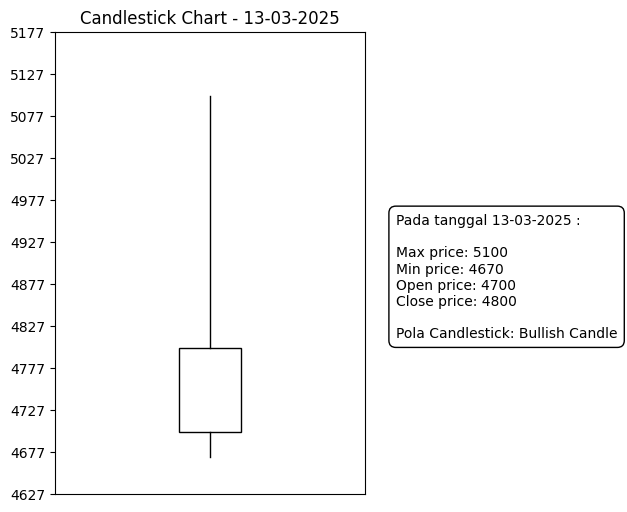 Candlestick Chart - 13-03-2025
5177
5127
5077
5027
4977
4927
4877
4827
4777
4727
4677
4627
Pada tanggal 13-03-2025 :
Max price: 5100
Min price: 4670
Open price: 4700
Close price: 4800
Pola Candlestick: Bullish Candle